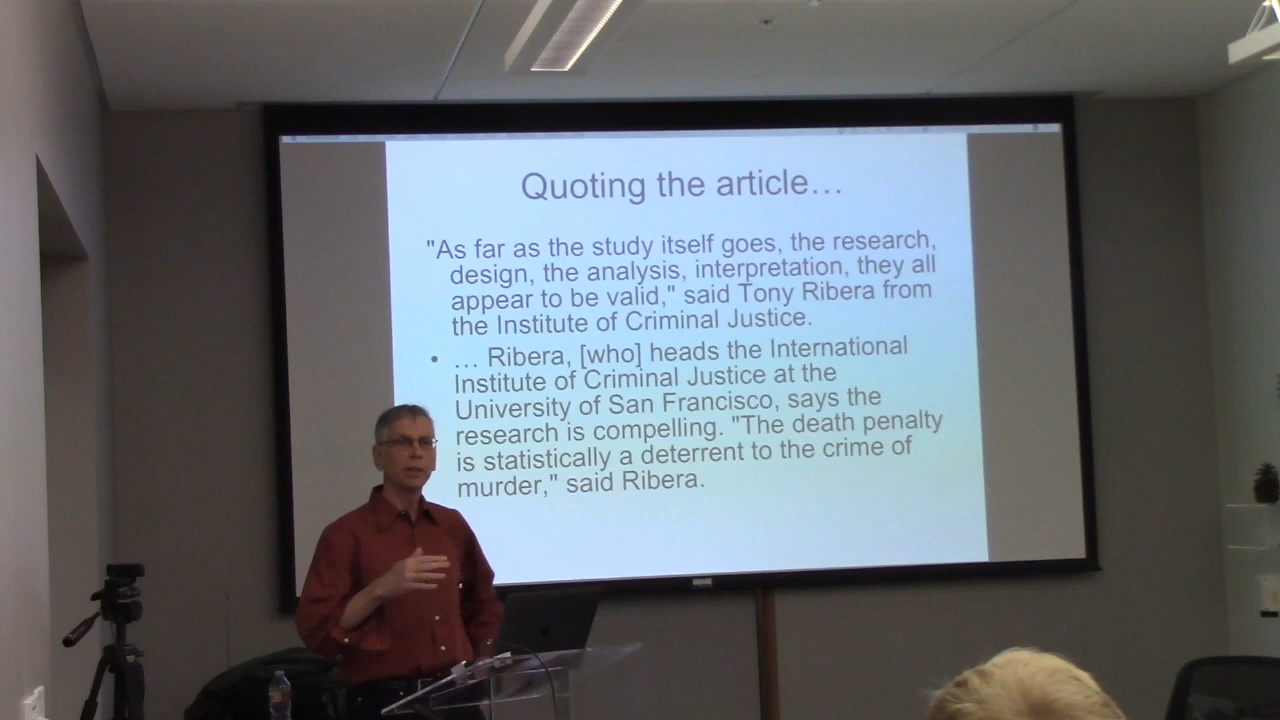 Quoting the article…
"As far as the study itself goes, the research,
design, the analysis, interpretation, they all
appear to be valid," said Tony Ribera from
the Institute of Criminal Justice.
• … Ribera, [who] heads the International
Institute of Criminal Justice at the
University of San Francisco, says the
research is compelling. "The death penalty
is statistically a deterrent to the crime of
murder," said Ribera.